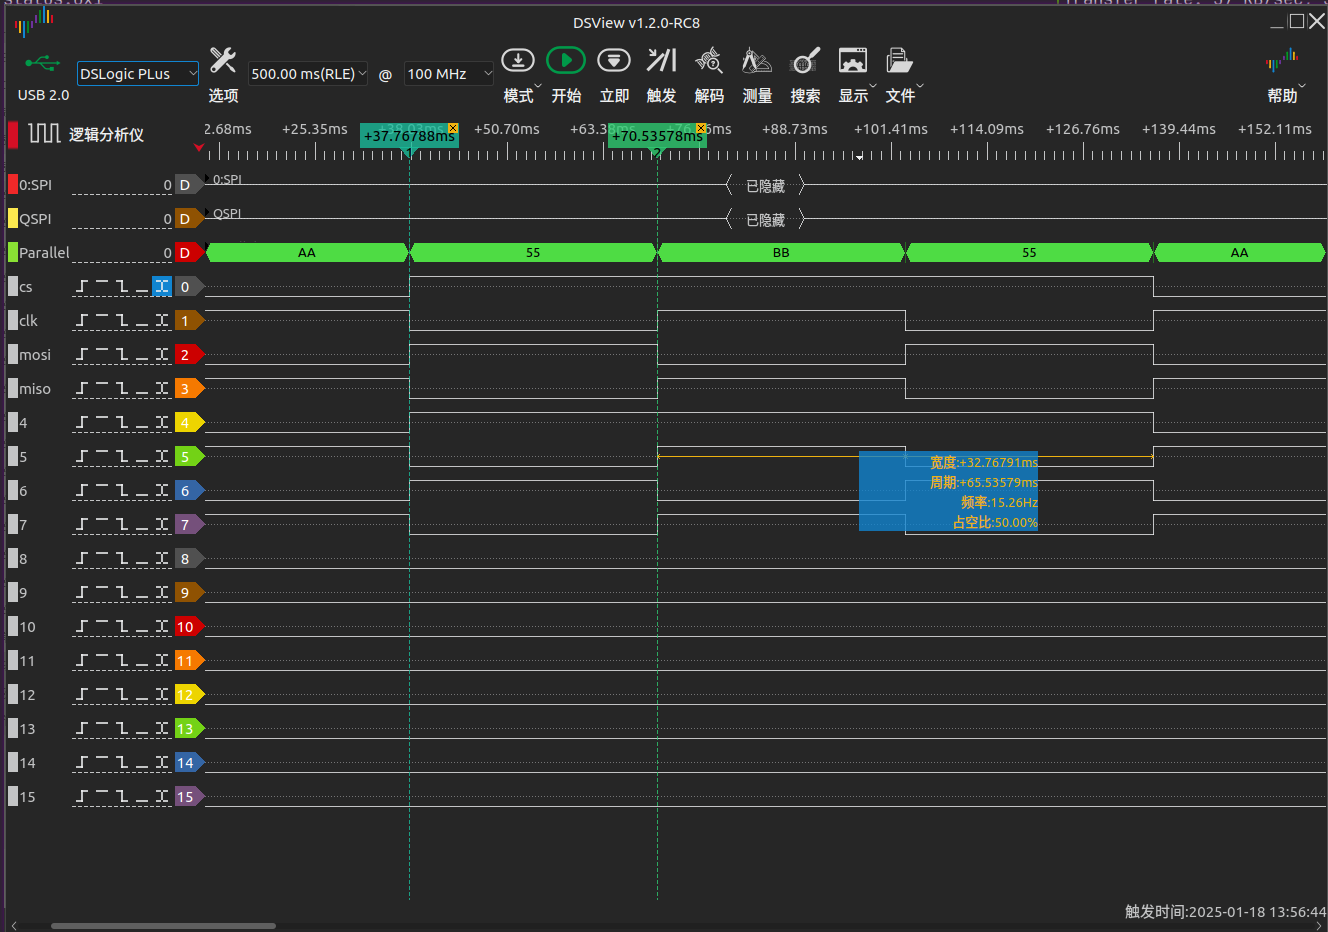 DSView v1.2.0-RC8
USB 2.0
DSLogic PLus
选项
500.00 ms(RLE)
@
100 MHz
模式
开始
立即
触发
解码
测量
搜索
显示
文件
帮助
逻辑分析仪
2.68ms +25.35ms +37.76788ms +50.70ms +70.53578ms +88.73ms +101.41ms +114.09ms +126.76ms +139.44ms +152.11ms
0:SPI 0 D 0:SPI 已隐藏
QSPI 0 D QSPI 已隐藏
Parallel 0 D AA 55 BB 55 AA
cs 0
clk 1
mosi 2
miso 3
4 4
5 5
宽度:+32.76791ms
周期:+65.53579ms
频率:15.26Hz
占空比:50.00%
6 6
7 7
8 8
9 9
10 10
11 11
12 12
13 13
14 14
15 15
触发时间:2025-01-18 13:56:44